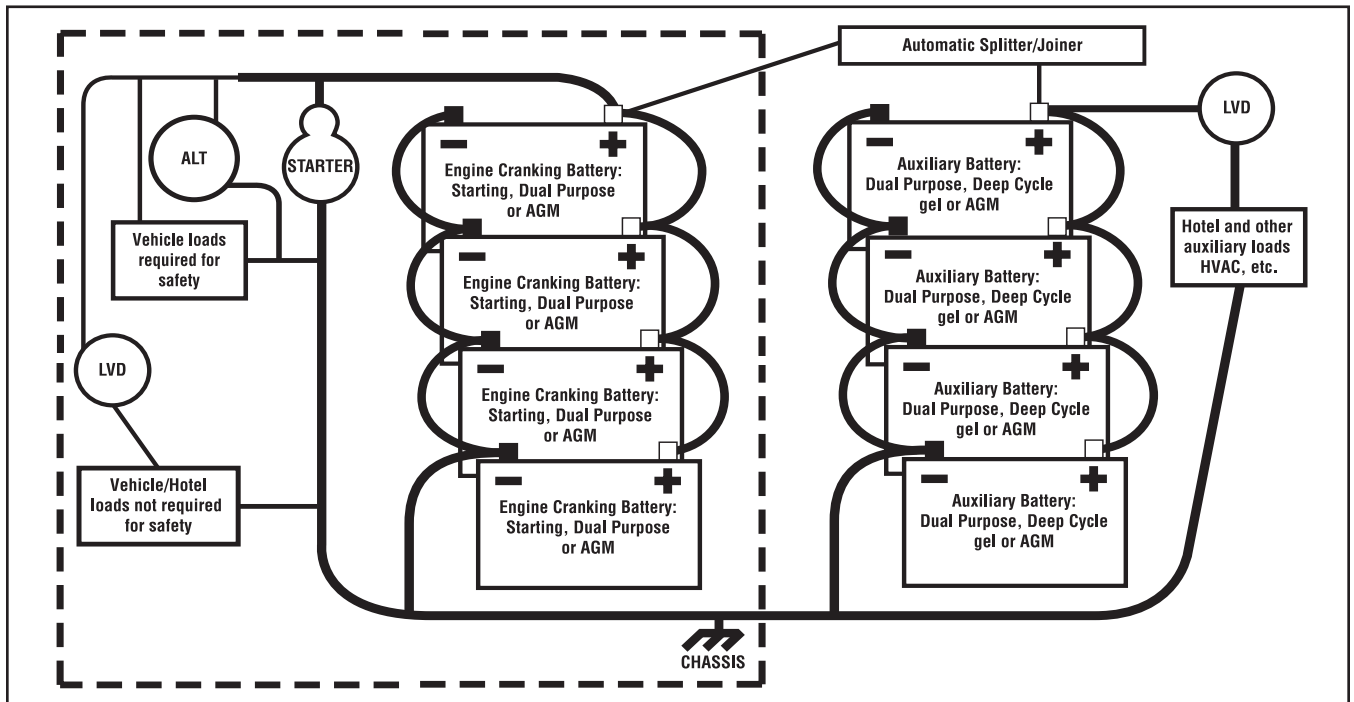 Automatic Splitter/Joiner
ALT
STARTER
LVD
Vehicle loads
required for
safety
LVD
Vehicle/Hotel
loads not required
for safety
− +
Engine Cranking Battery:
Starting, Dual Purpose
or AGM
− +
Engine Cranking Battery:
Starting, Dual Purpose
or AGM
− +
Engine Cranking Battery:
Starting, Dual Purpose
or AGM
− +
Engine Cranking Battery:
Starting, Dual Purpose
or AGM
− +
Auxiliary Battery:
Dual Purpose, Deep Cycle
gel or AGM
− +
Auxiliary Battery:
Dual Purpose, Deep Cycle
gel or AGM
− +
Auxiliary Battery:
Dual Purpose, Deep Cycle
gel or AGM
− +
Auxiliary Battery:
Dual Purpose, Deep Cycle
gel or AGM
Hotel and other
auxiliary loads
HVAC, etc.
CHASSIS